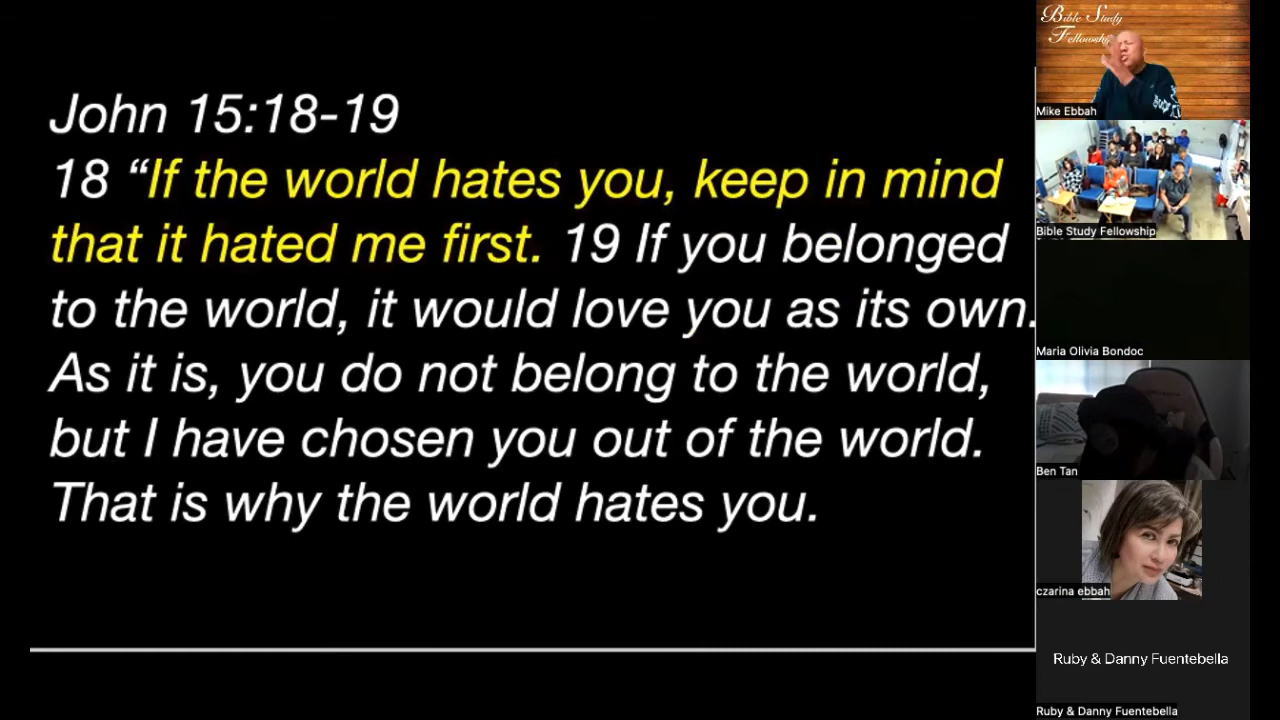 John 15:18-19
18 “If the world hates you, keep in mind
that it hated me first. 19 If you belonged
to the world, it would love you as its own.
As it is, you do not belong to the world,
but I have chosen you out of the world.
That is why the world hates you.
Bible Study
Fellowship
Mike Ebbah
Bible Study Fellowship
Maria Olivia Bondoc
Ben Tan
czarina ebbah
Ruby & Danny Fuentebella
Ruby & Danny Fuentebella